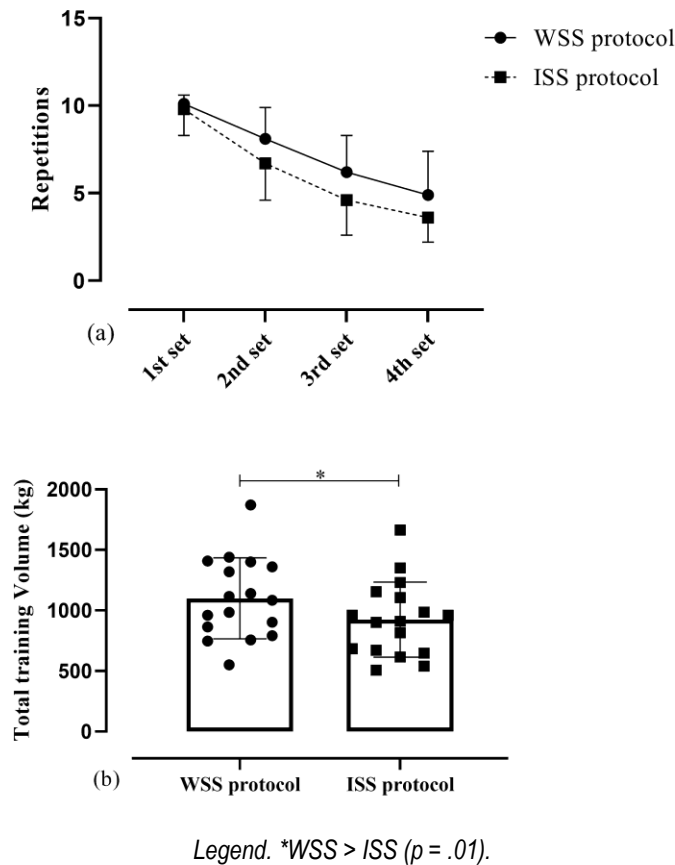 15
10
5
0
Repetitions
WSS protocol
ISS protocol
(a)
1st set
2nd set
3rd set
4th set
*
2000
1500
1000
500
0
Total training Volume (kg)
(b)
WSS protocol
ISS protocol
Legend. *WSS > ISS (p = .01).